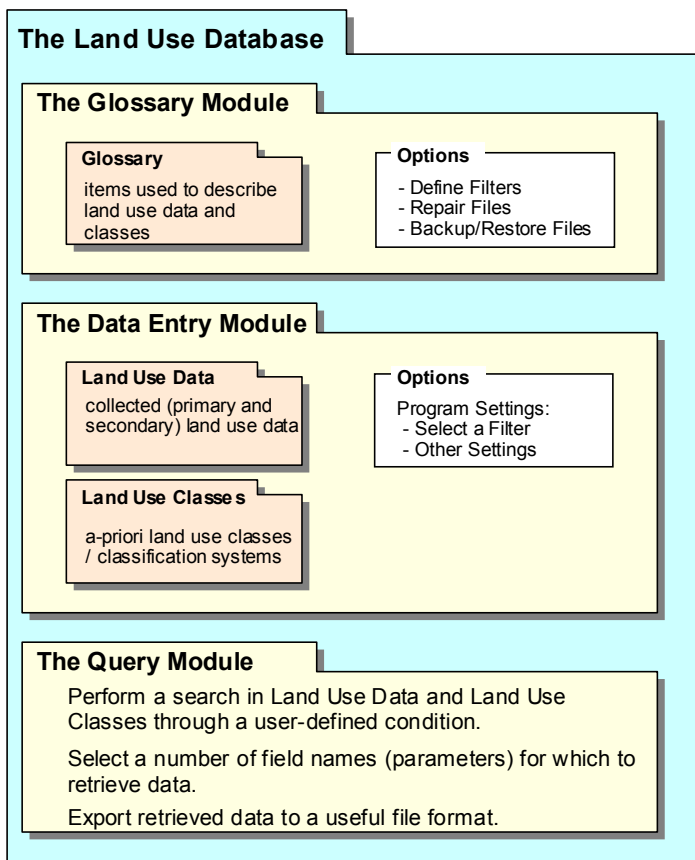 The Land Use Database
The Glossary Module
Glossary
items used to describe
land use data and
classes
Options
- Define Filters
- Repair Files
- Backup/Restore Files
The Data Entry Module
Land Use Data
collected (primary and
secondary) land use data
Options
Program Settings:
- Select a Filter
- Other Settings
Land Use Classes
a-priori land use classes
/ classification systems
The Query Module
Perform a search in Land Use Data and Land Use
Classes through a user-defined condition.
Select a number of field names (parameters) for which to
retrieve data.
Export retrieved data to a useful file format.